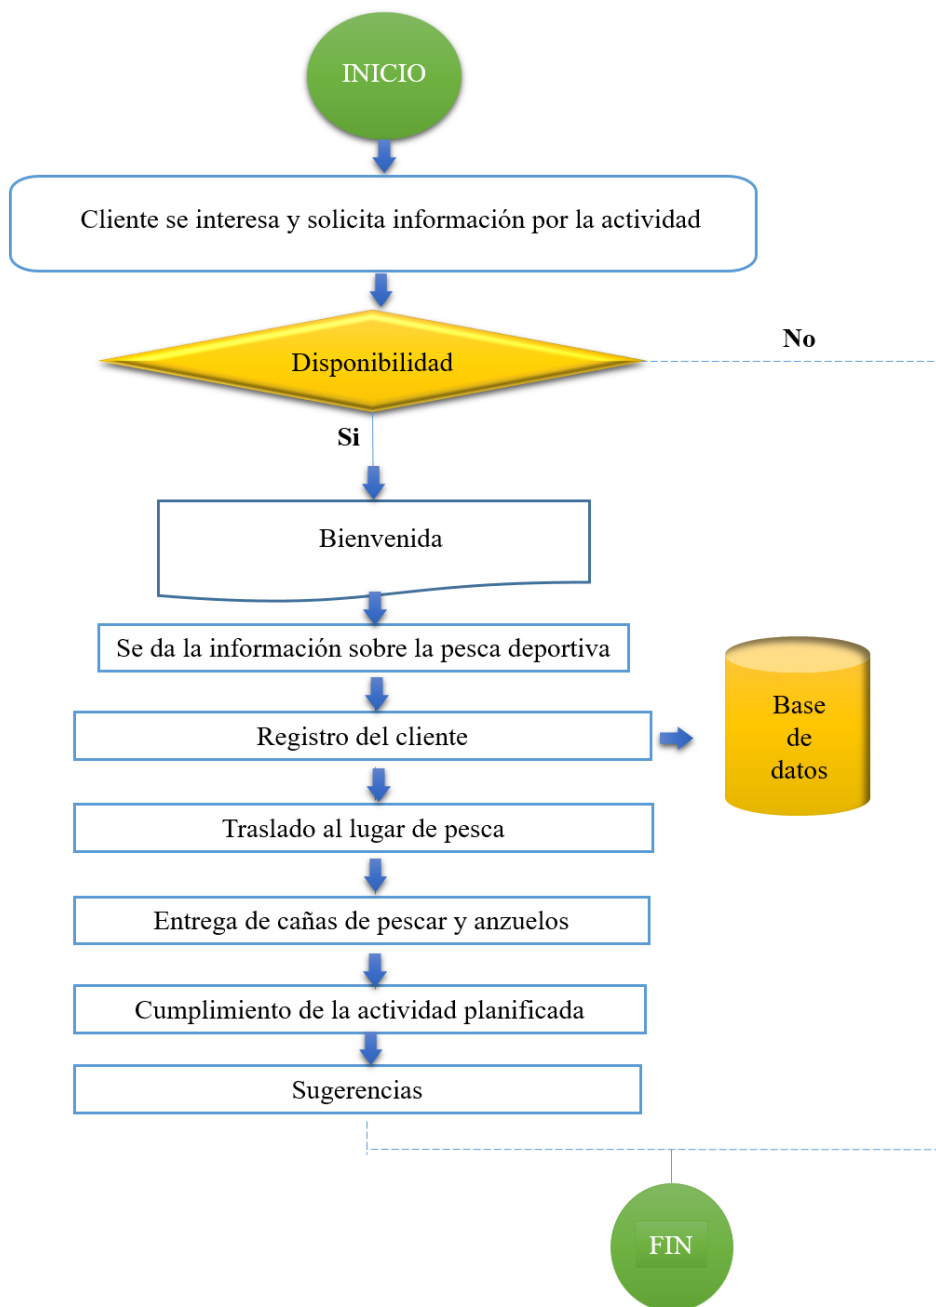 INICIO
Cliente se interesa y solicita información por la actividad
Disponibilidad
No
Si
Bienvenida
Se da la información sobre la pesca deportiva
Registro del cliente
Base
de
datos
Traslado al lugar de pesca
Entrega de cañas de pescar y anzuelos
Cumplimiento de la actividad planificada
Sugerencias
FIN